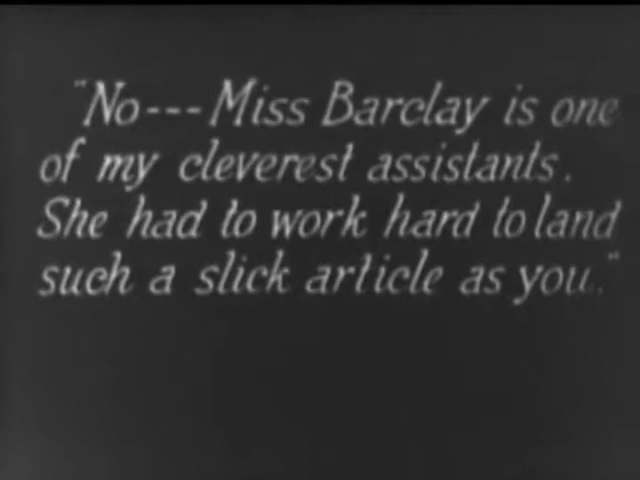 "No---Miss Barclay is one
of my cleverest assistants.
She had to work hard to land
such a slick article as you."